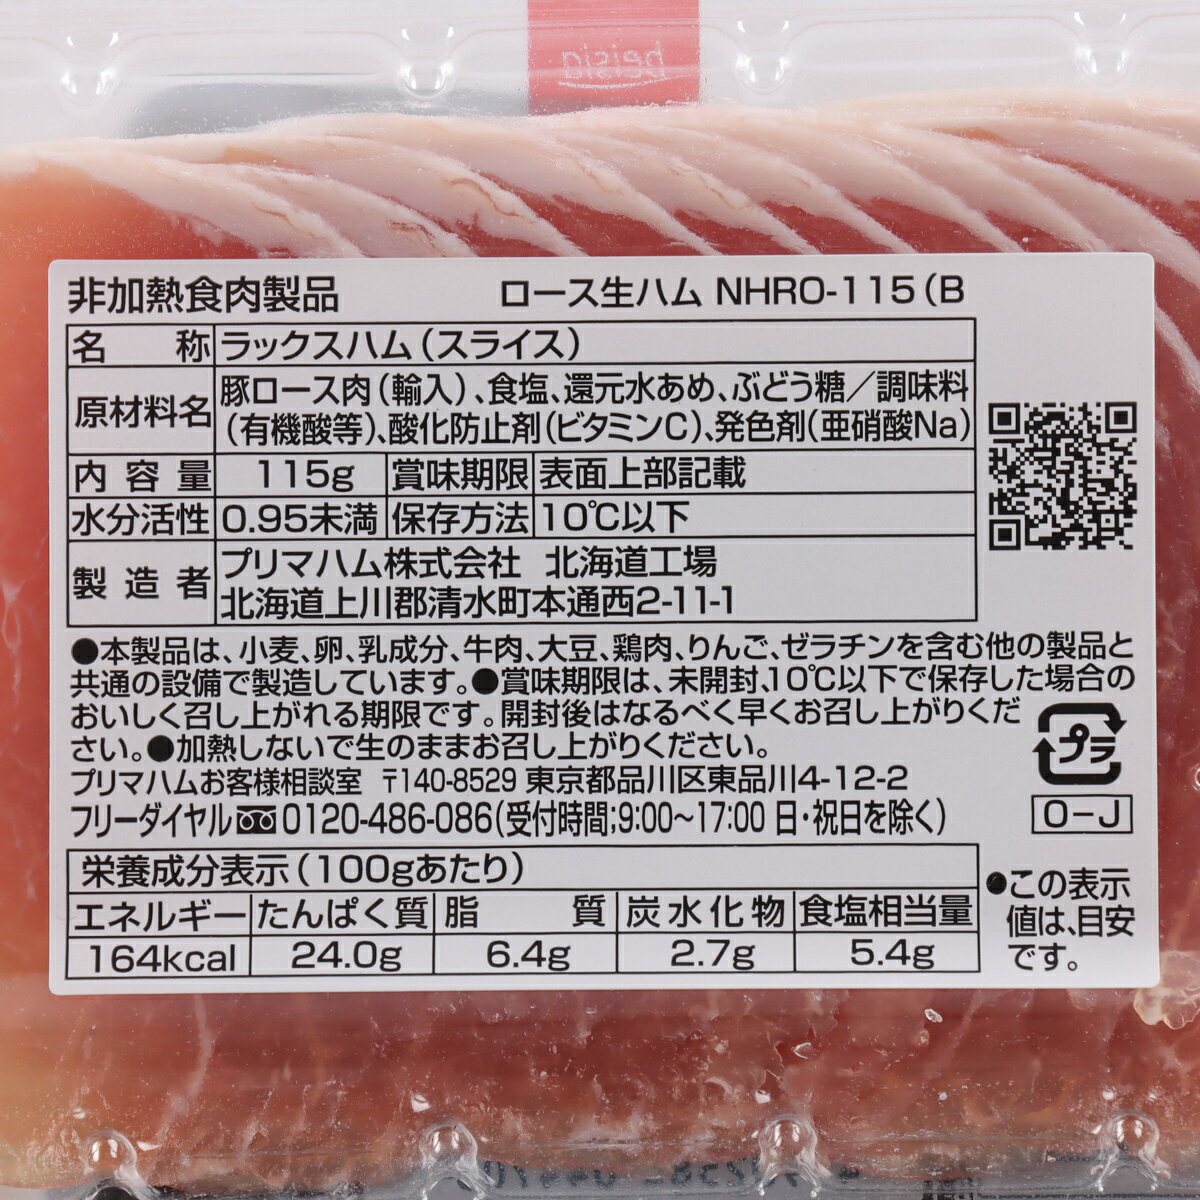 beisia
非加熱食肉製品 ロース生ハム NHRO-115(B
名称 ラックスハム(スライス)
原材料名 豚ロース肉(輸入)、食塩、還元水あめ、ぶどう糖/調味料
(有機酸等)、酸化防止剤(ビタミンC)、発色剤(亜硝酸Na)
内容量 115g 賞味期限 表面上部記載
水分活性 0.95未満 保存方法 10℃以下
製造者 プリマハム株式会社 北海道工場
北海道上川郡清水町本通西2-11-1
●本製品は、小麦、卵、乳成分、牛肉、大豆、鶏肉、りんご、ゼラチンを含む他の製品と
共通の設備で製造しています。●賞味期限は、未開封、10℃以下で保存した場合の
おいしく召し上がれる期限です。開封後はなるべく早くお召し上がりくだ
さい。●加熱しないで生のままお召し上がりください。
プリマハムお客様相談室 〒140-8529 東京都品川区東品川4-12-2
フリーダイヤル 0120-486-086(受付時間;9:00〜17:00 日・祝日を除く)
プラ
O-J
栄養成分表示(100gあたり)
エネルギー たんぱく質 脂質 炭水化物 食塩相当量
164kcal 24.0g 6.4g 2.7g 5.4g
●この表示
値は、目安
です。